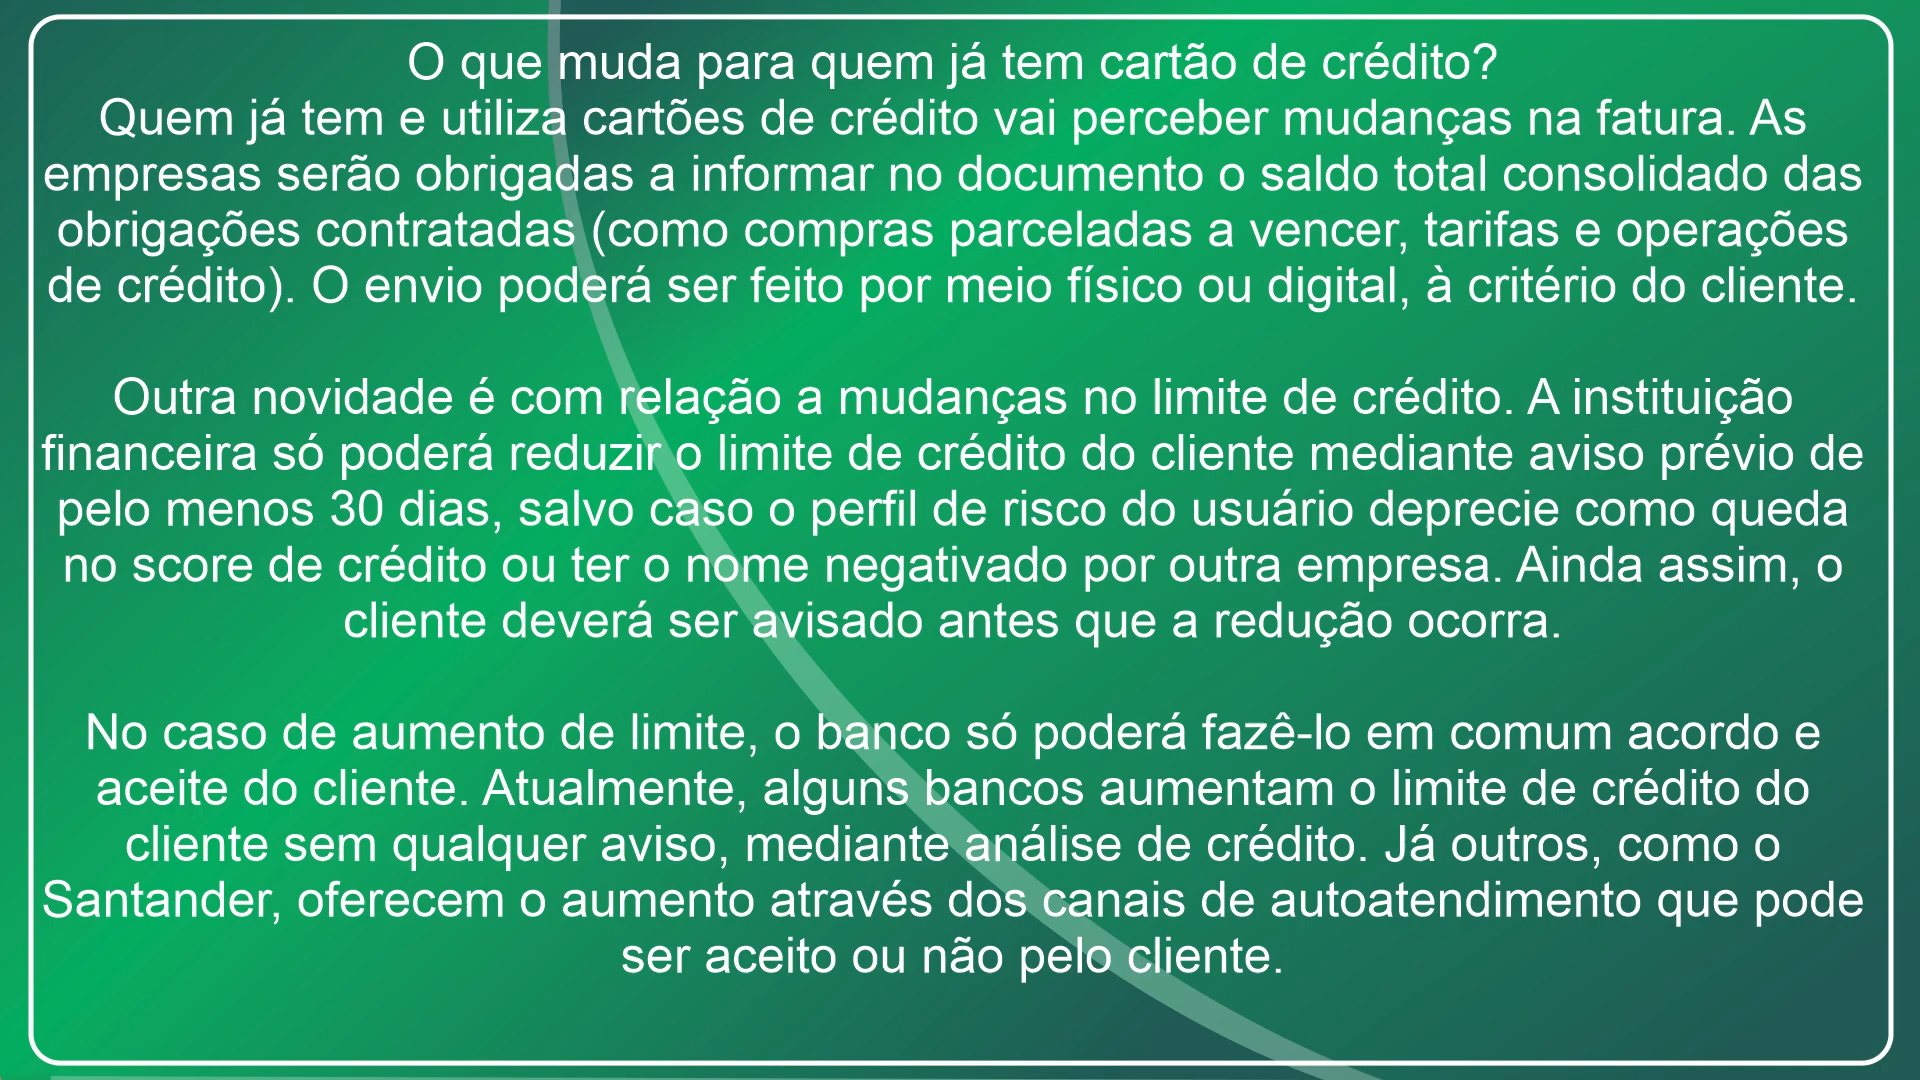 O que muda para quem já tem cartão de crédito?
Quem já tem e utiliza cartões de crédito vai perceber mudanças na fatura. As
empresas serão obrigadas a informar no documento o saldo total consolidado das
obrigações contratadas (como compras parceladas a vencer, tarifas e operações
de crédito). O envio poderá ser feito por meio físico ou digital, à critério do cliente.
Outra novidade é com relação a mudanças no limite de crédito. A instituição
financeira só poderá reduzir o limite de crédito do cliente mediante aviso prévio de
pelo menos 30 dias, salvo caso o perfil de risco do usuário deprecie como queda
no score de crédito ou ter o nome negativado por outra empresa. Ainda assim, o
cliente deverá ser avisado antes que a redução ocorra.
No caso de aumento de limite, o banco só poderá fazê-lo em comum acordo e
aceite do cliente. Atualmente, alguns bancos aumentam o limite de crédito do
cliente sem qualquer aviso, mediante análise de crédito. Já outros, como o
Santander, oferecem o aumento através dos canais de autoatendimento que pode
ser aceito ou não pelo cliente.